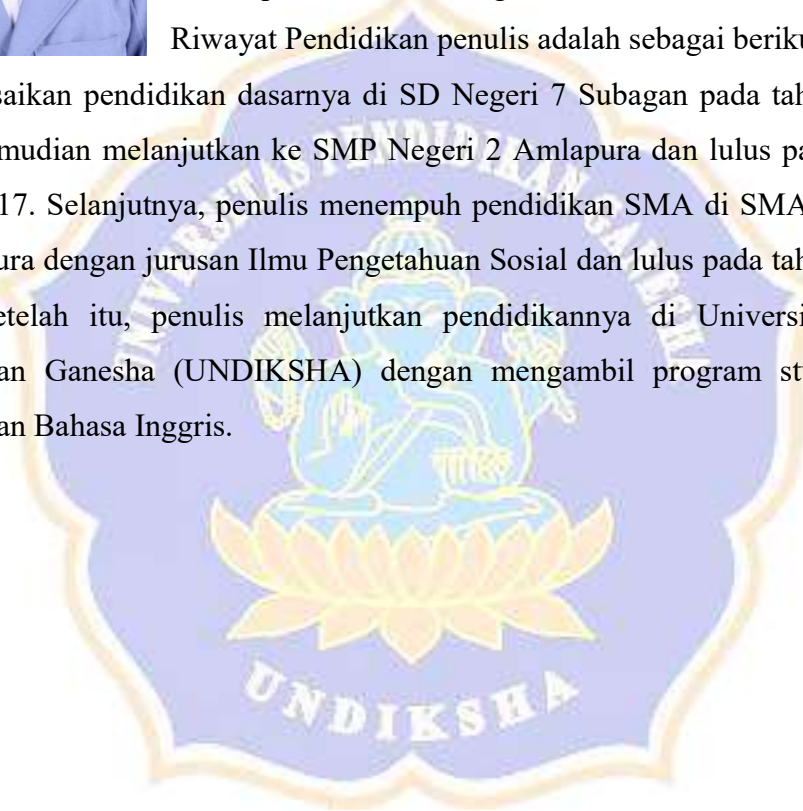 Riwayat Pendidikan penulis adalah sebagai beriku
saikan pendidikan dasarnya di SD Negeri 7 Subagan pada tah
mudian melanjutkan ke SMP Negeri 2 Amlapura dan lulus pa
17. Selanjutnya, penulis menempuh pendidikan SMA di SMA
ura dengan jurusan Ilmu Pengetahuan Sosial dan lulus pada tah
etelah itu, penulis melanjutkan pendidikannya di Universi
an Ganesha (UNDIKSHA) dengan mengambil program st
an Bahasa Inggris.
UNIVERSITAS PENDIDIKAN GANESHA
UNDIKSHA